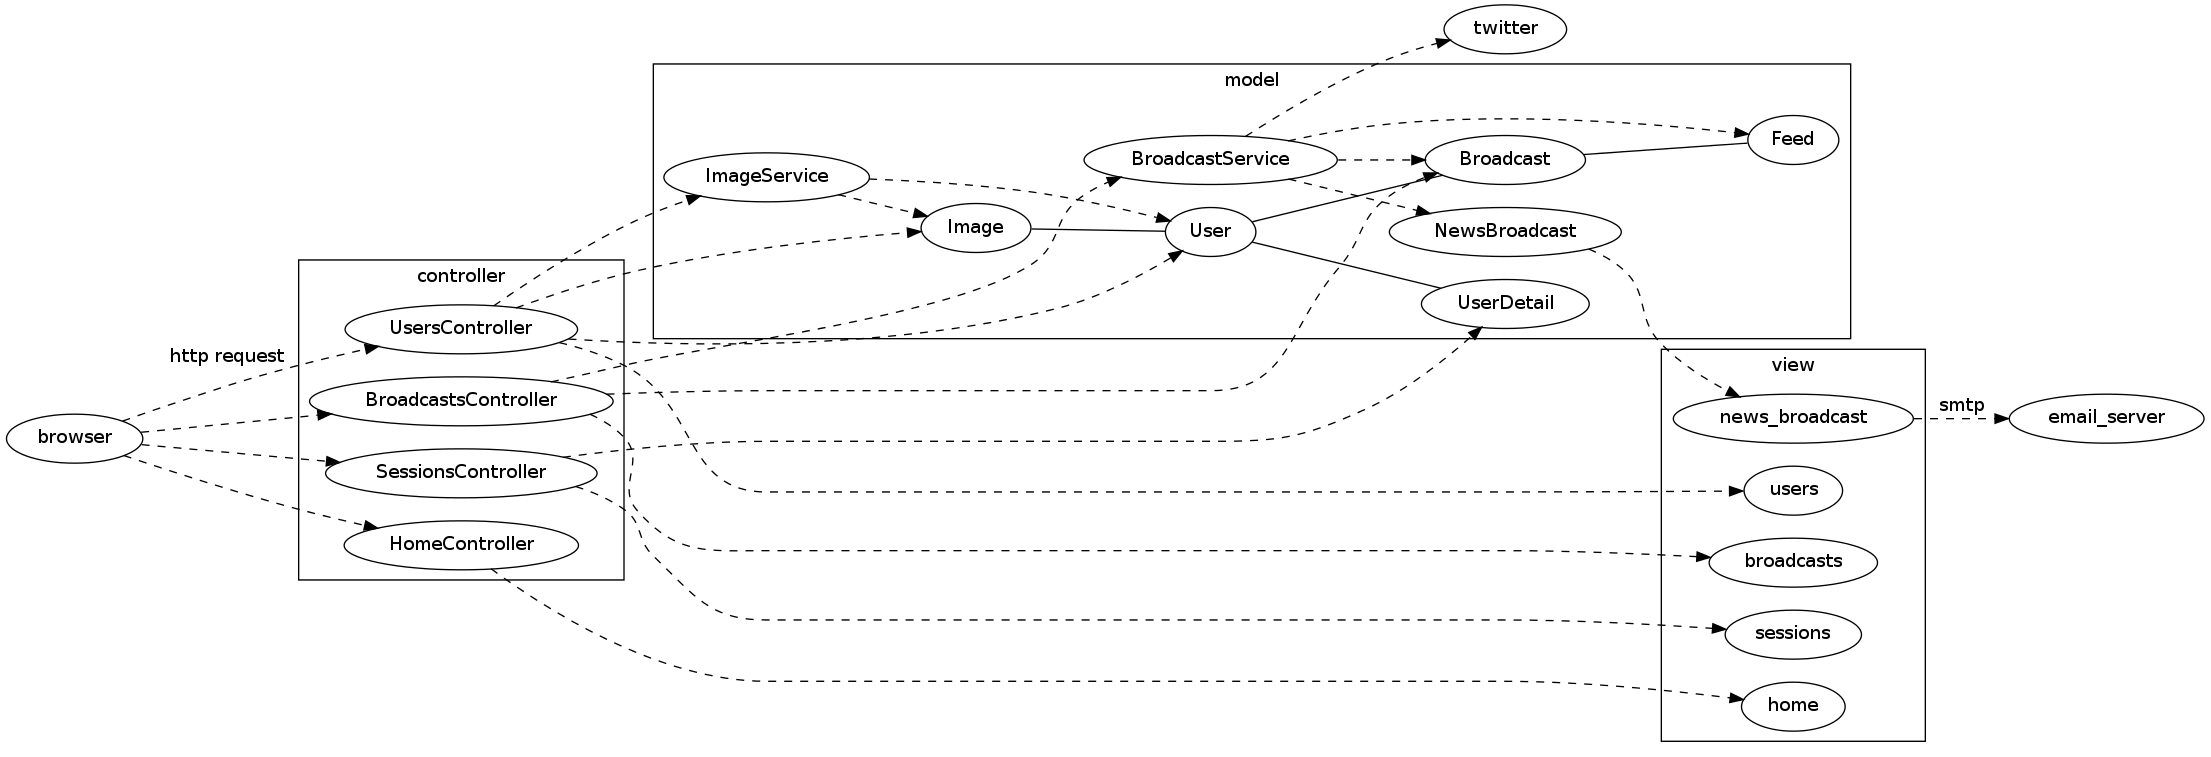 twitter
model
Feed
BroadcastService
Broadcast
ImageService
Image
User
NewsBroadcast
controller
UserDetail
UsersController
http request
view
BroadcastsController
news_broadcast
smtp
email_server
browser
SessionsController
users
HomeController
broadcasts
sessions
home